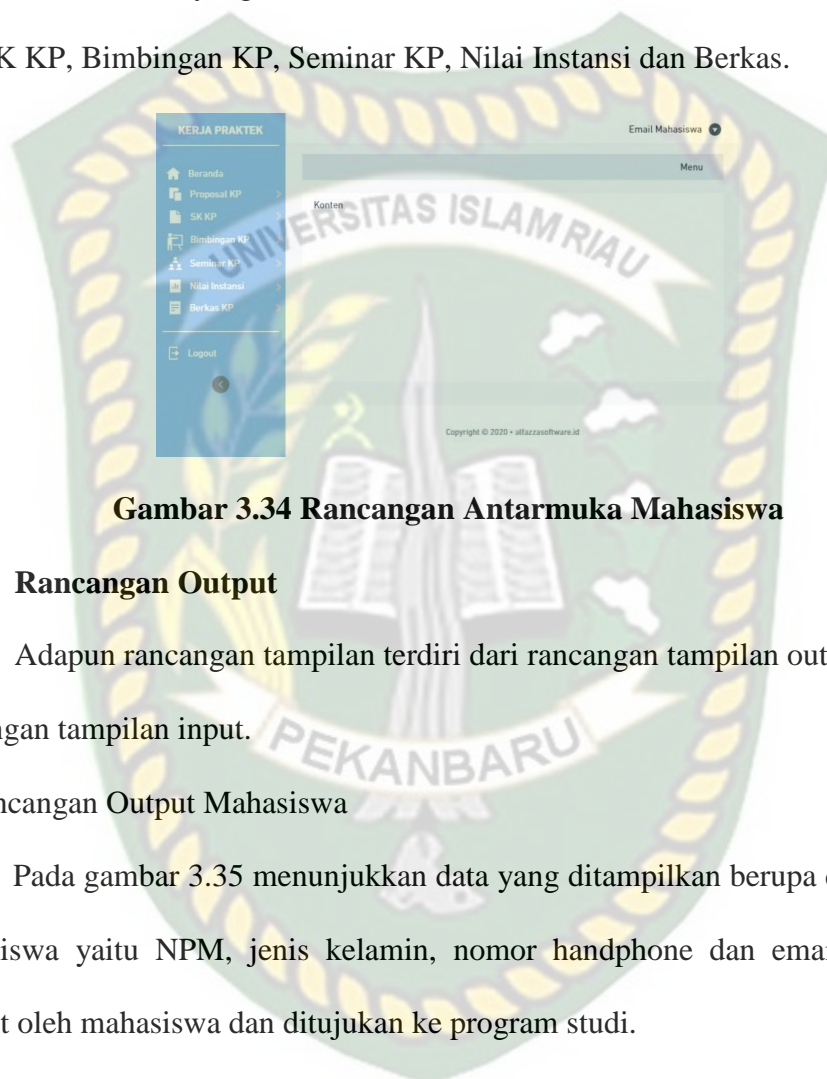 K KP, Bimbingan KP, Seminar KP, Nilai Instansi dan Berkas.
KERJA PRAKTEK
Email Mahasiswa
Menu
Beranda
Proposal KP
SK KP
Bimbingan KP
Seminar KP
Nilai Instansi
Berkas KP
Logout
Konten
Copyright © 2020 • alfazzasoftware.id
UNIVERSITAS ISLAM RIAU
Gambar 3.34 Rancangan Antarmuka Mahasiswa
Rancangan Output
Adapun rancangan tampilan terdiri dari rancangan tampilan out
ngan tampilan input.
PEKANBARU
ncangan Output Mahasiswa
Pada gambar 3.35 menunjukkan data yang ditampilkan berupa
iswa yaitu NPM, jenis kelamin, nomor handphone dan ema
t oleh mahasiswa dan ditujukan ke program studi.